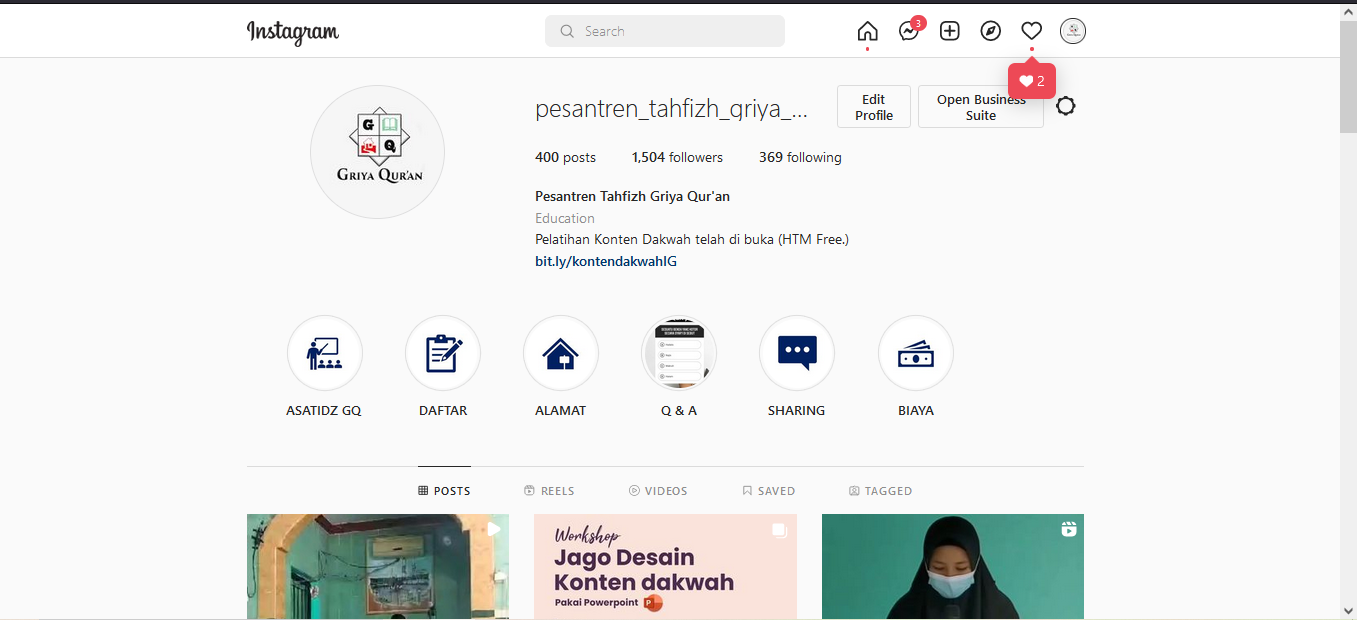 Instagram
Search
3
2
G
Q
GRIYA QUR'AN
pesantren_tahfizh_griya_...
Edit Profile
Open Business Suite
400 posts
1,504 followers
369 following
Pesantren Tahfizh Griya Qur'an
Education
Pelatihan Konten Dakwah telah di buka (HTM Free.)
bit.ly/kontendakwahIG
ASATIDZ GQ
DAFTAR
ALAMAT
Q & A
SHARING
BIAYA
POSTS
REELS
VIDEOS
SAVED
TAGGED
Workshop
Jago Desain
Konten dakwah
Pakai Powerpoint
P